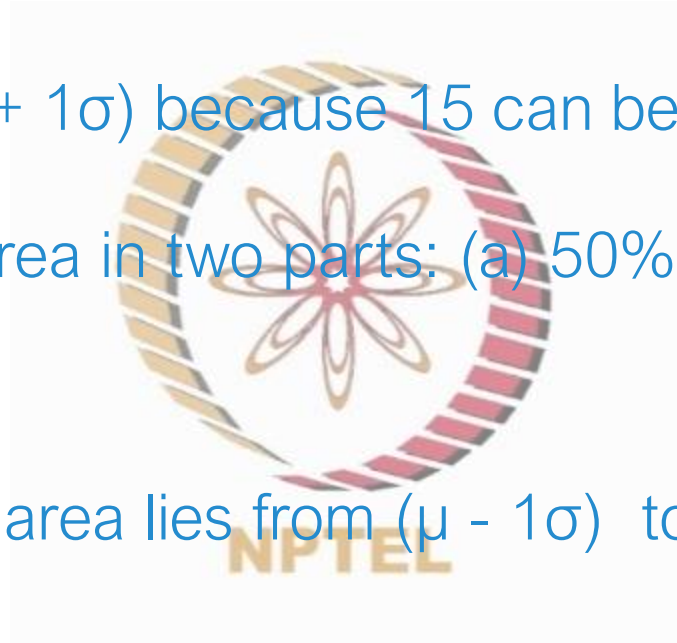 + 1σ) because 15 can be
rea in two parts: (a) 50%
area lies from (μ - 1σ) to
NPTEL